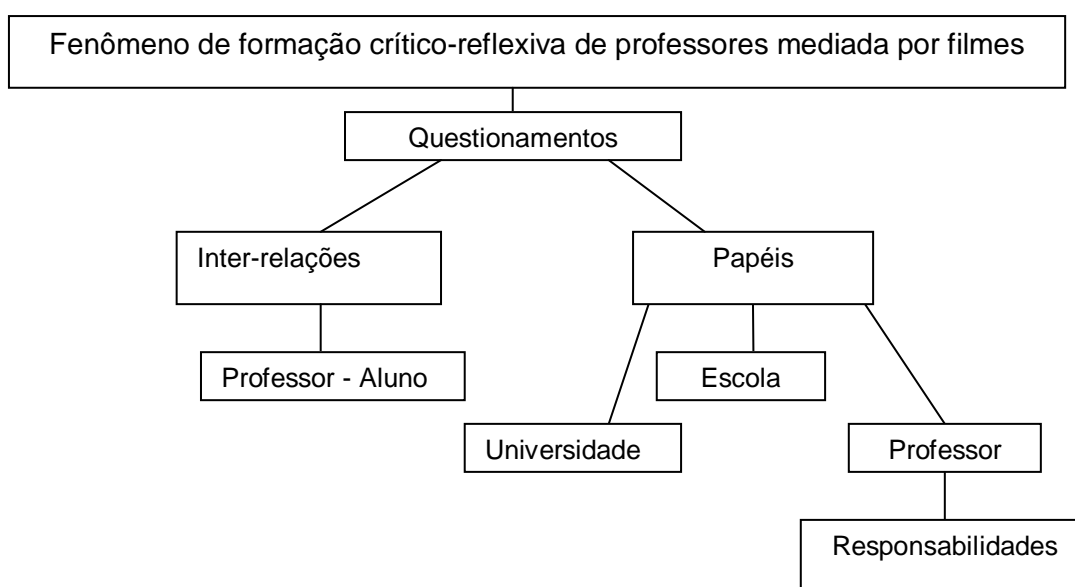 Fenômeno de formação crítico-reflexiva de professores mediada por filmes
Questionamentos
Inter-relações
Papéis
Professor - Aluno
Escola
Universidade
Professor
Responsabilidades